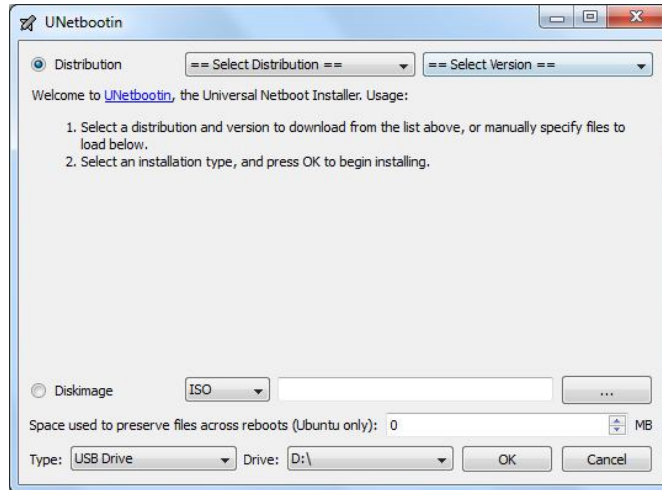 UNetbootin
Distribution == Select Distribution == == Select Version ==
Welcome to UNetbootin, the Universal Netboot Installer. Usage:
1. Select a distribution and version to download from the list above, or manually specify files to
load below.
2. Select an installation type, and press OK to begin installing.
Diskimage ISO ...
Space used to preserve files across reboots (Ubuntu only): 0 MB
Type: USB Drive Drive: D:\ OK Cancel